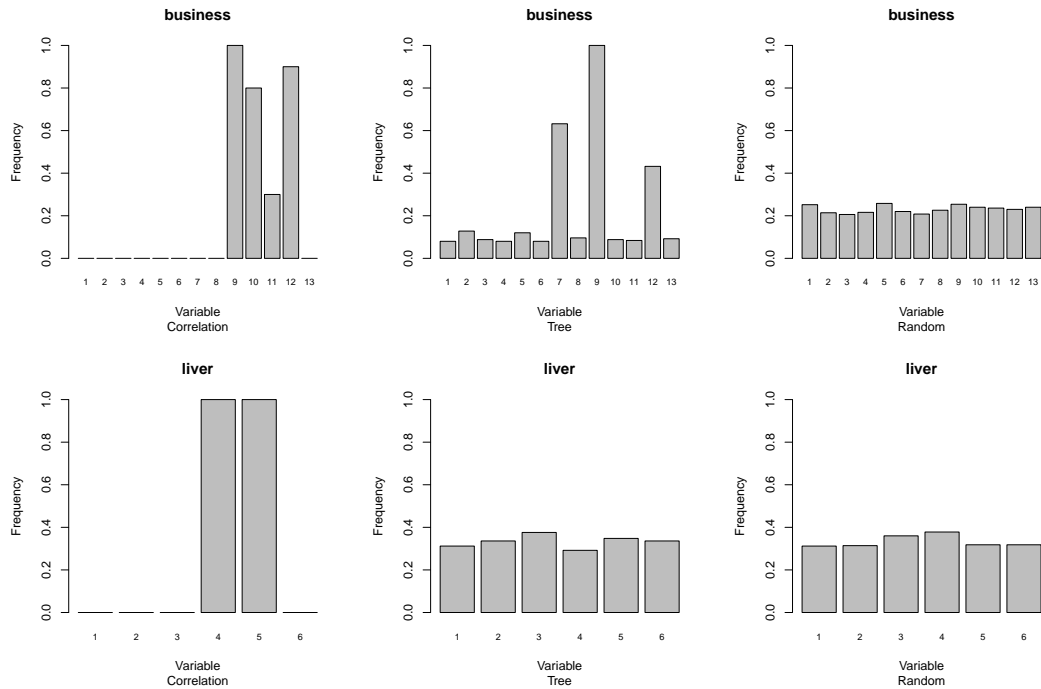 business
Frequency
0.0 0.2 0.4 0.6 0.8 1.0
1 2 3 4 5 6 7 8 9 10 11 12 13
Variable
Correlation
business
Frequency
0.0 0.2 0.4 0.6 0.8 1.0
1 2 3 4 5 6 7 8 9 10 11 12 13
Variable
Tree
business
Frequency
0.0 0.2 0.4 0.6 0.8 1.0
1 2 3 4 5 6 7 8 9 10 11 12 13
Variable
Random
liver
Frequency
0.0 0.2 0.4 0.6 0.8 1.0
1 2 3 4 5 6
Variable
Correlation
liver
Frequency
0.0 0.2 0.4 0.6 0.8 1.0
1 2 3 4 5 6
Variable
Tree
liver
Frequency
0.0 0.2 0.4 0.6 0.8 1.0
1 2 3 4 5 6
Variable
Random